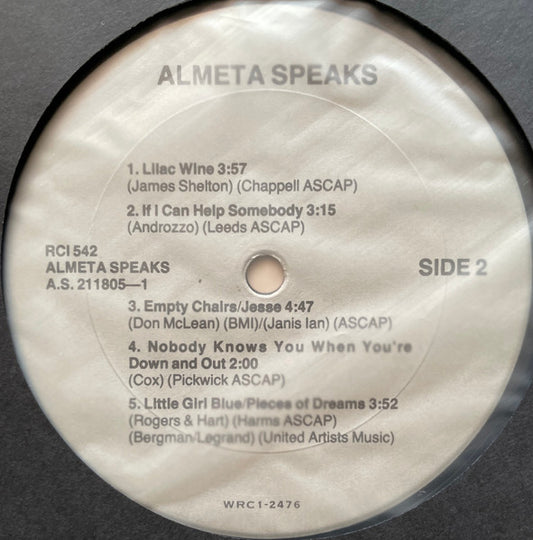 ALMETA SPEAKS
1. Lilac Wine 3:57
(James Shelton) (Chappell ASCAP)
2. If I Can Help Somebody 3:15
(Androzzo) (Leeds ASCAP)
RCI 542
ALMETA SPEAKS
A.S. 211805—1
SIDE 2
3. Empty Chairs/Jesse 4:47
(Don McLean) (BMI)/(Janis Ian) (ASCAP)
4. Nobody Knows You When You're
Down and Out 2:00
(Cox) (Pickwick ASCAP)
5. Little Girl Blue/Pieces of Dreams 3:52
(Rogers & Hart) (Harms ASCAP)
(Bergman/Legrand) (United Artists Music)
WRC1-2476